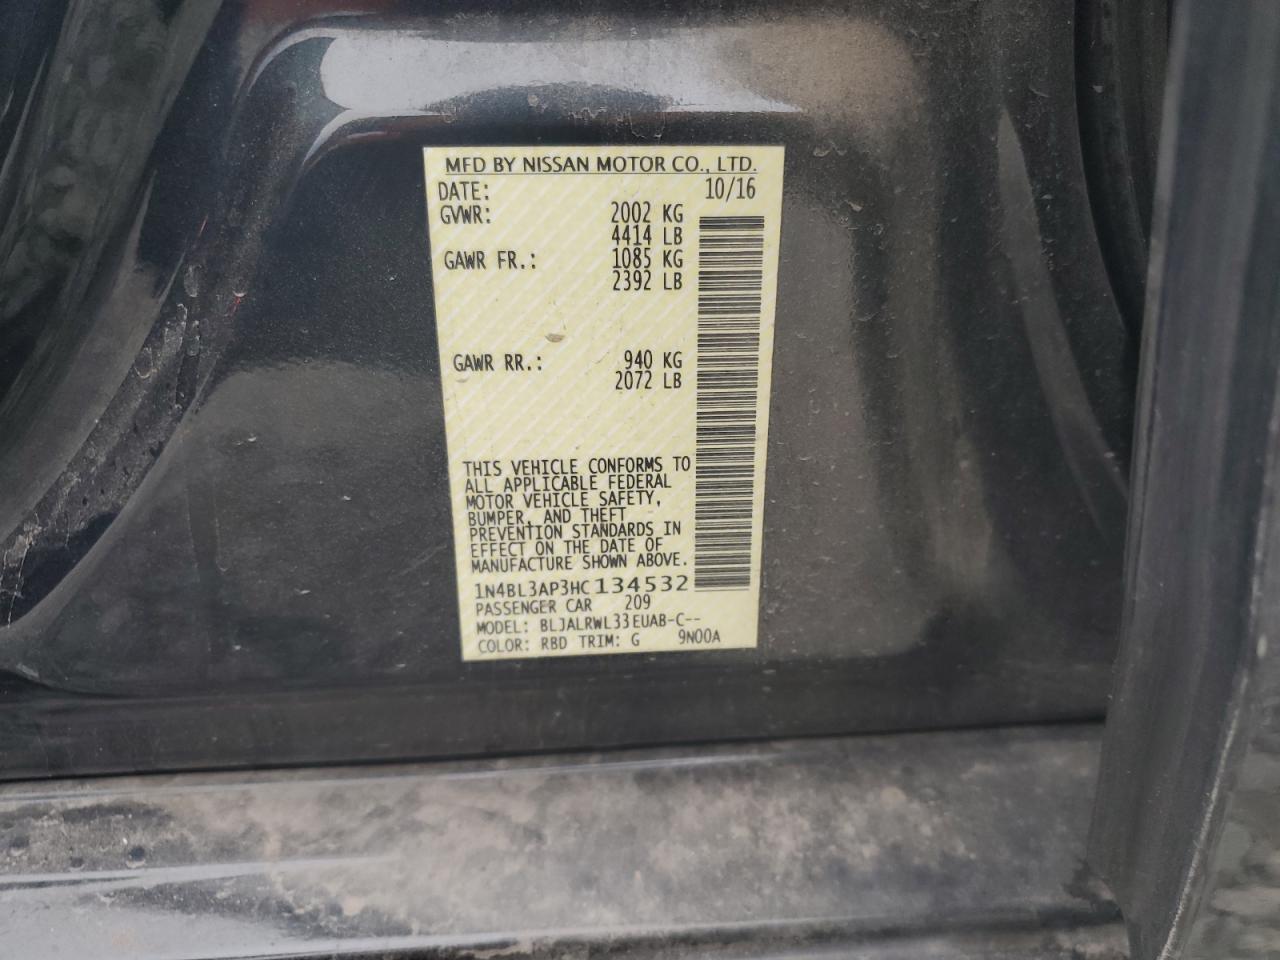 MFD BY NISSAN MOTOR CO., LTD.
DATE: 10/16
GVWR: 2002 KG
4414 LB
GAWR FR.: 1085 KG
2392 LB
GAWR RR.: 940 KG
2072 LB
THIS VEHICLE CONFORMS TO
ALL APPLICABLE FEDERAL
MOTOR VEHICLE SAFETY,
BUMPER, AND THEFT
PREVENTION STANDARDS IN
EFFECT ON THE DATE OF
MANUFACTURE SHOWN ABOVE.
1N4BL3AP3HC134532
PASSENGER CAR 209
MODEL: BLJALRWL33EUAB-C--
COLOR: RBD TRIM: G 9N00A